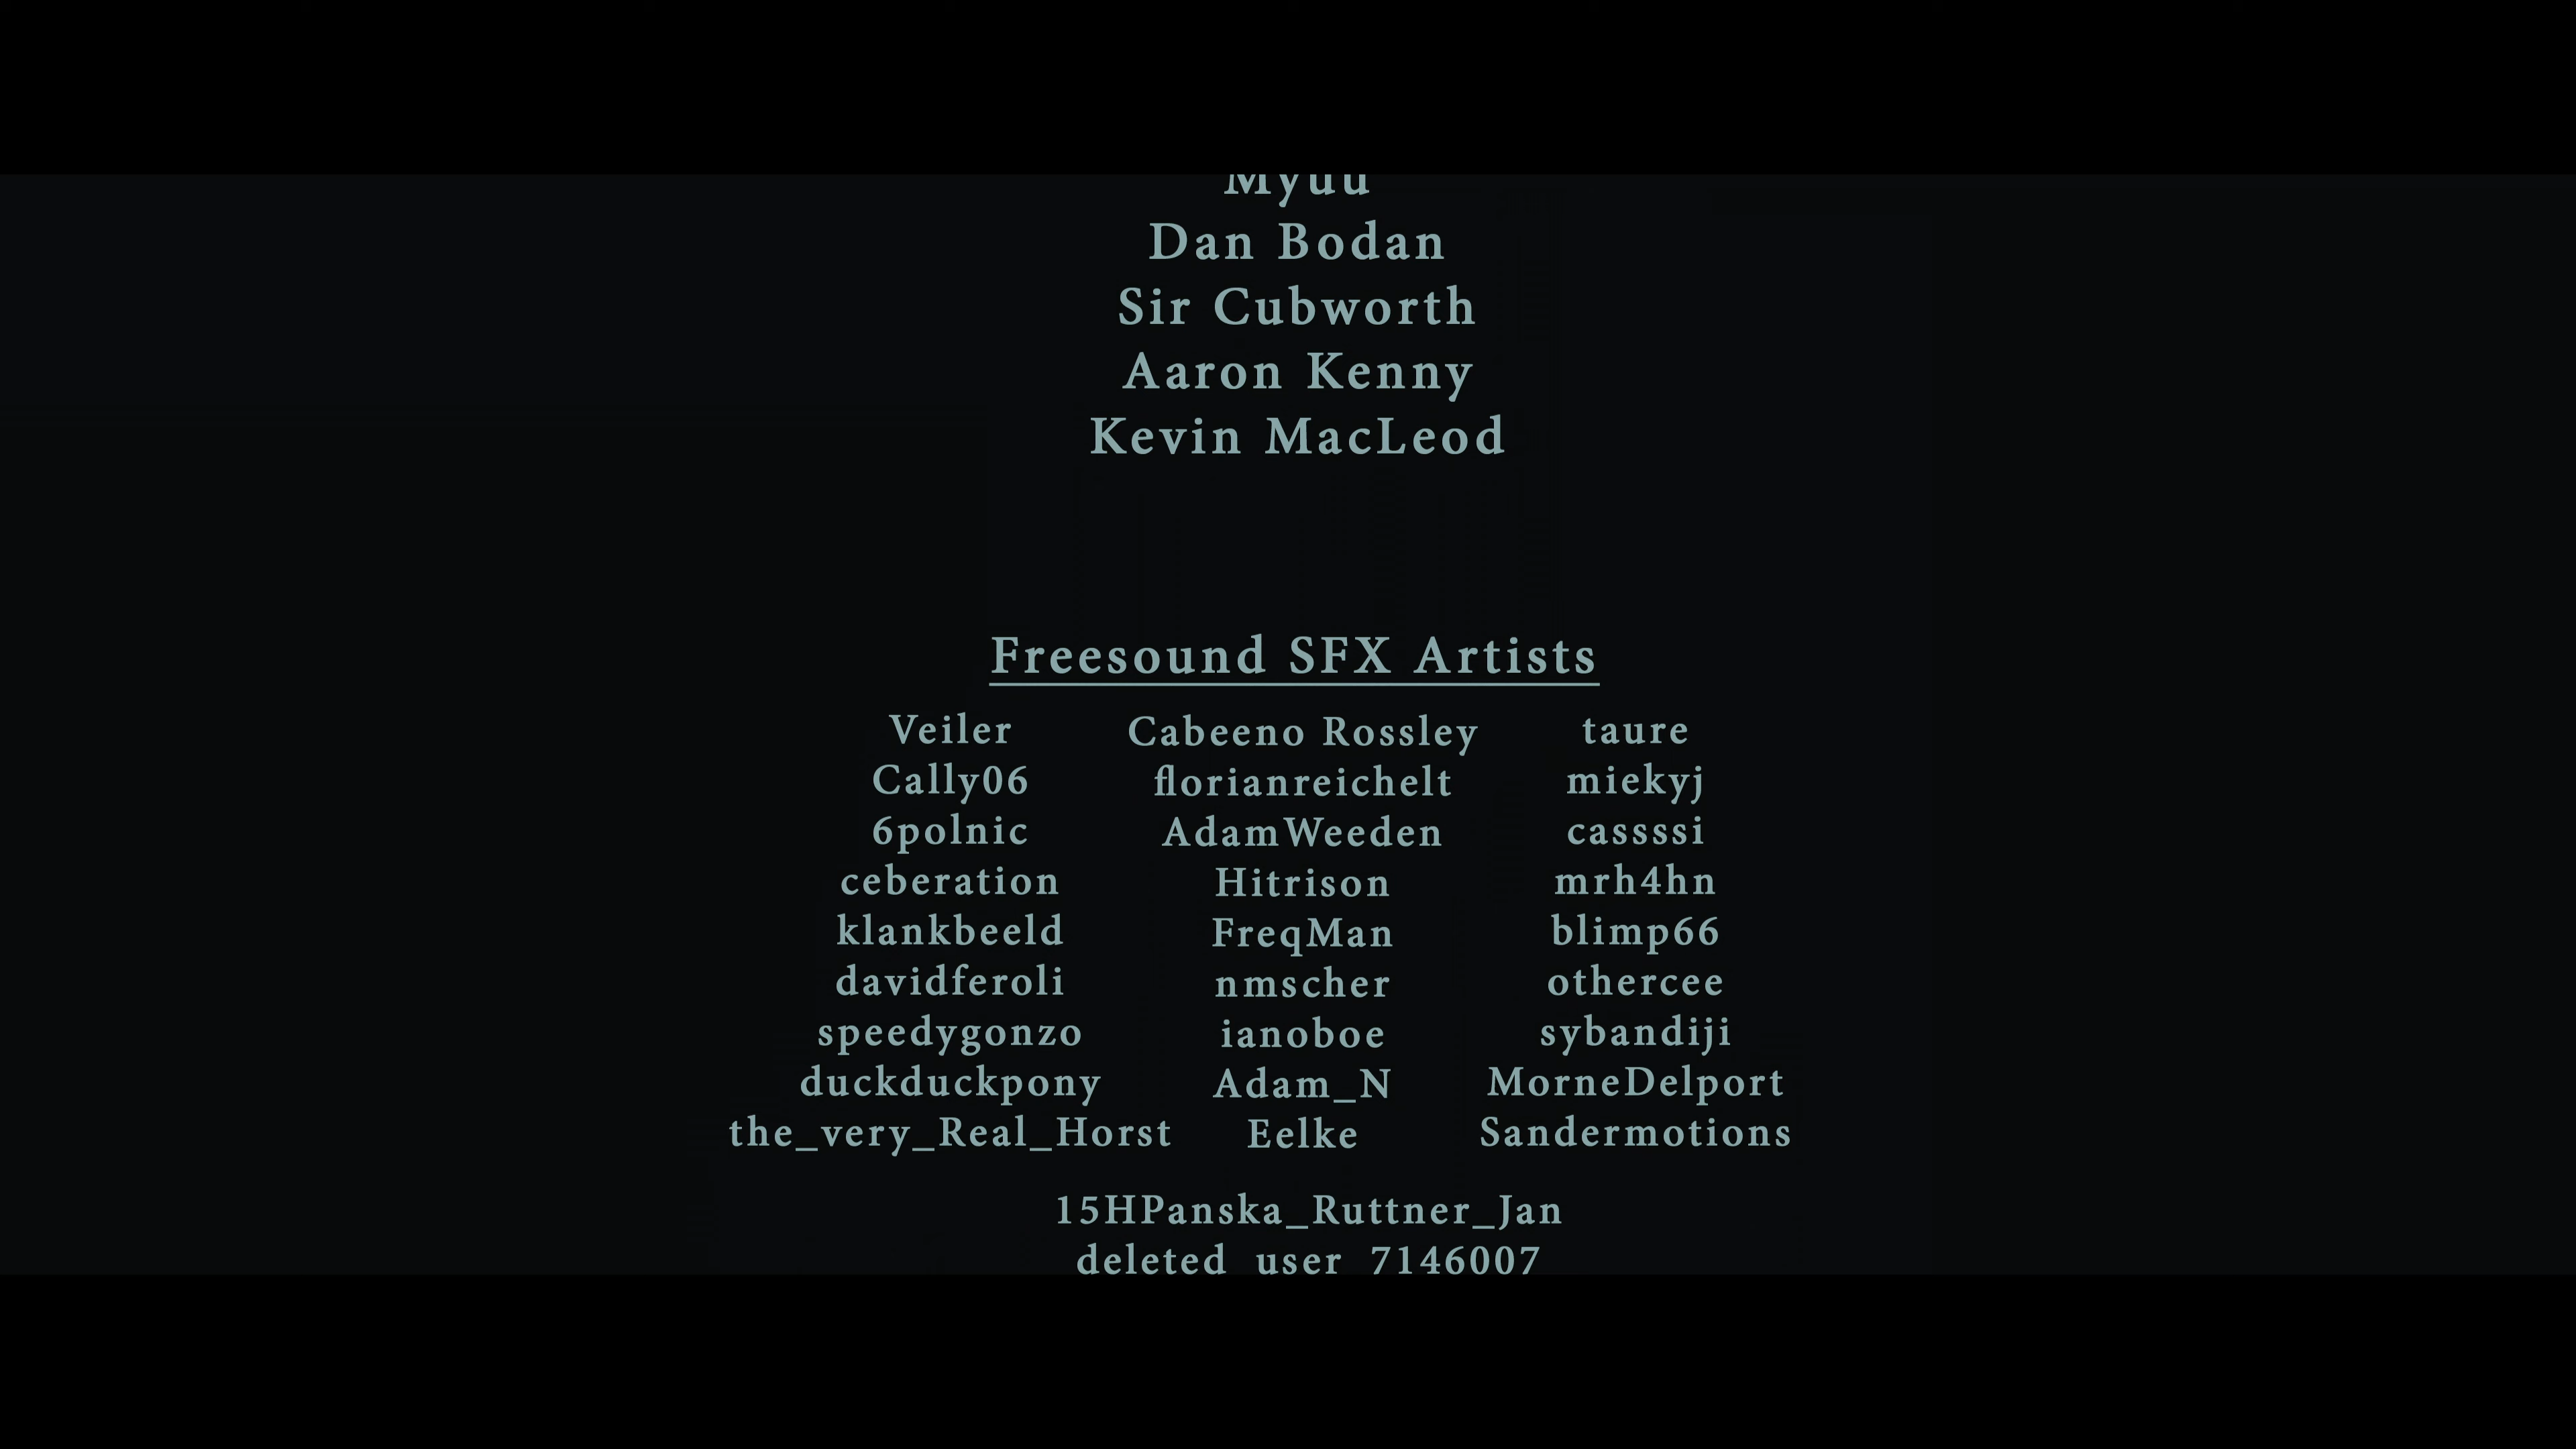 Myuu
Dan Bodan
Sir Cubworth
Aaron Kenny
Kevin MacLeod
Freesound SFX Artists
Veiler Cabeeno Rossley taure
Cally06 florianreichelt miekyj
6polnic AdamWeeden cassssi
ceberation Hitrison mrh4hn
klankbeeld FreqMan blimp66
davidferoli nmscher othercee
speedygonzo ianoboe sybandiji
duckduckpony Adam_N MorneDelport
the_very_Real_Horst Eelke Sandermotions
15HPanska_Ruttner_Jan
deleted user 7146007